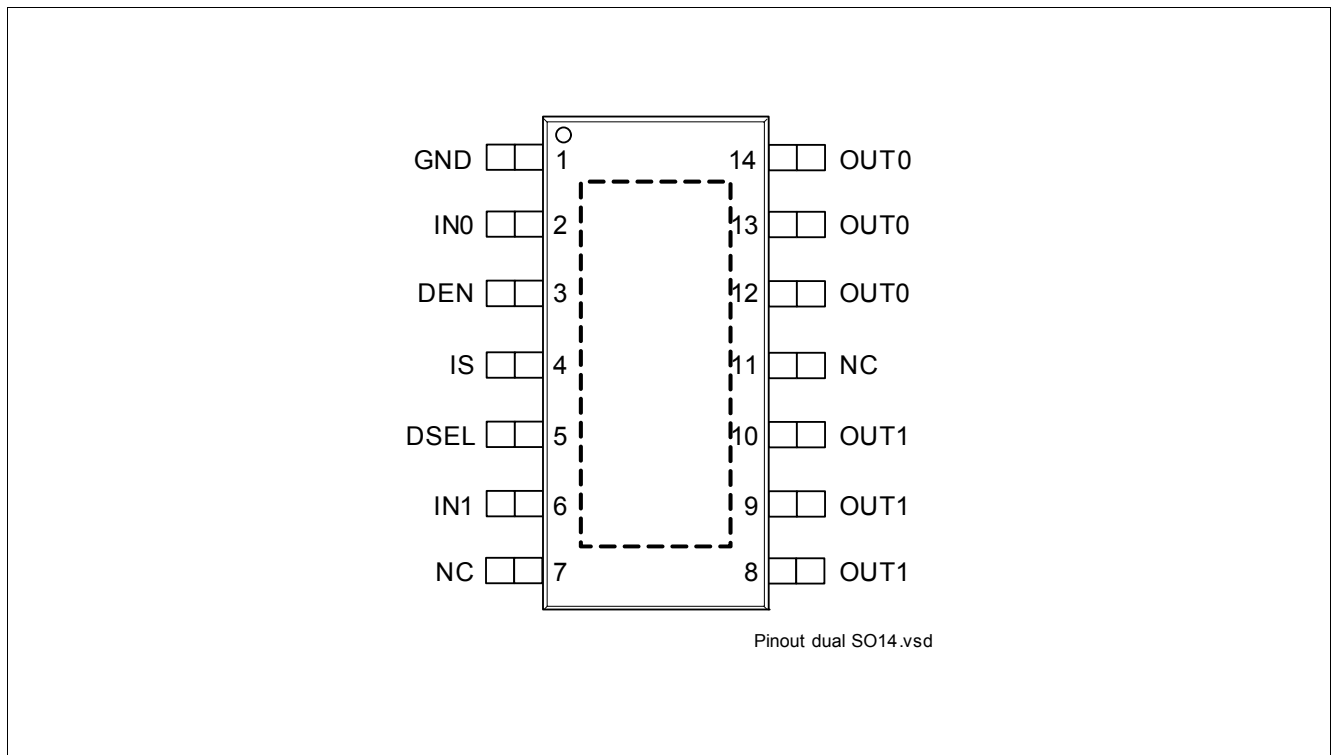 GND 1 14 OUT0
IN0 2 13 OUT0
DEN 3 12 OUT0
IS 4 11 NC
DSEL 5 10 OUT1
IN1 6 9 OUT1
NC 7 8 OUT1
Pinout dual SO14.vsd